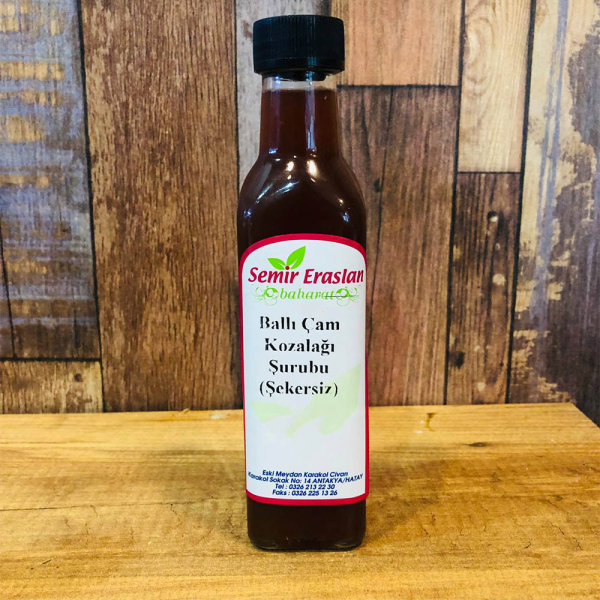 Semir Eraslan
baharat
Ballı Çam
Kozalağı
Şurubu
(Şekersiz)
Eski Meydan Karakol Civarı
Karakol Sokak No: 14 ANTAKYA/HATAY
Tel : 0326 213 22 30
Faks : 0326 225 13 26